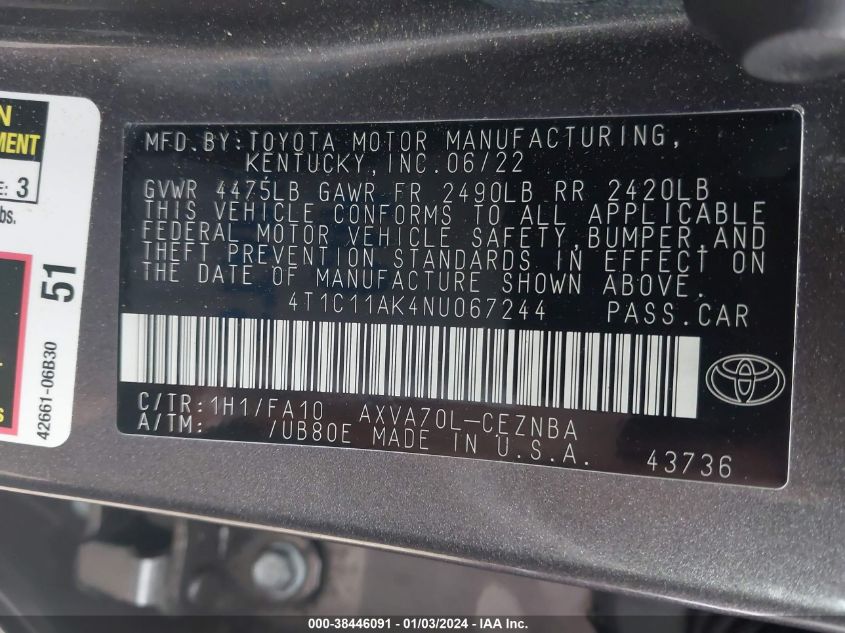 N
MENT
E: 3
bs.
51
42661-06B30
s
MFD.BY:TOYOTA MOTOR MANUFACTURING,
KENTUCKY,INC.06/22
GVWR 4475LB GAWR FR 2490LB RR 2420LB
THIS VEHICLE CONFORMS TO ALL APPLICABLE
FEDERAL MOTOR VEHICLE SAFETY,BUMPER,AND
THEFT PREVENTION STANDARDS IN EFFECT ON
THE DATE OF MANUFACTURE SHOWN ABOVE.
4T1C11AK4NU067244 PASS.CAR
C/TR:1H1/FA10 AXVA70L-CEZNBA
A/TM: /UB80E MADE IN U.S.A. 43736
000-38446091 - 01/03/2024 - IAA Inc.